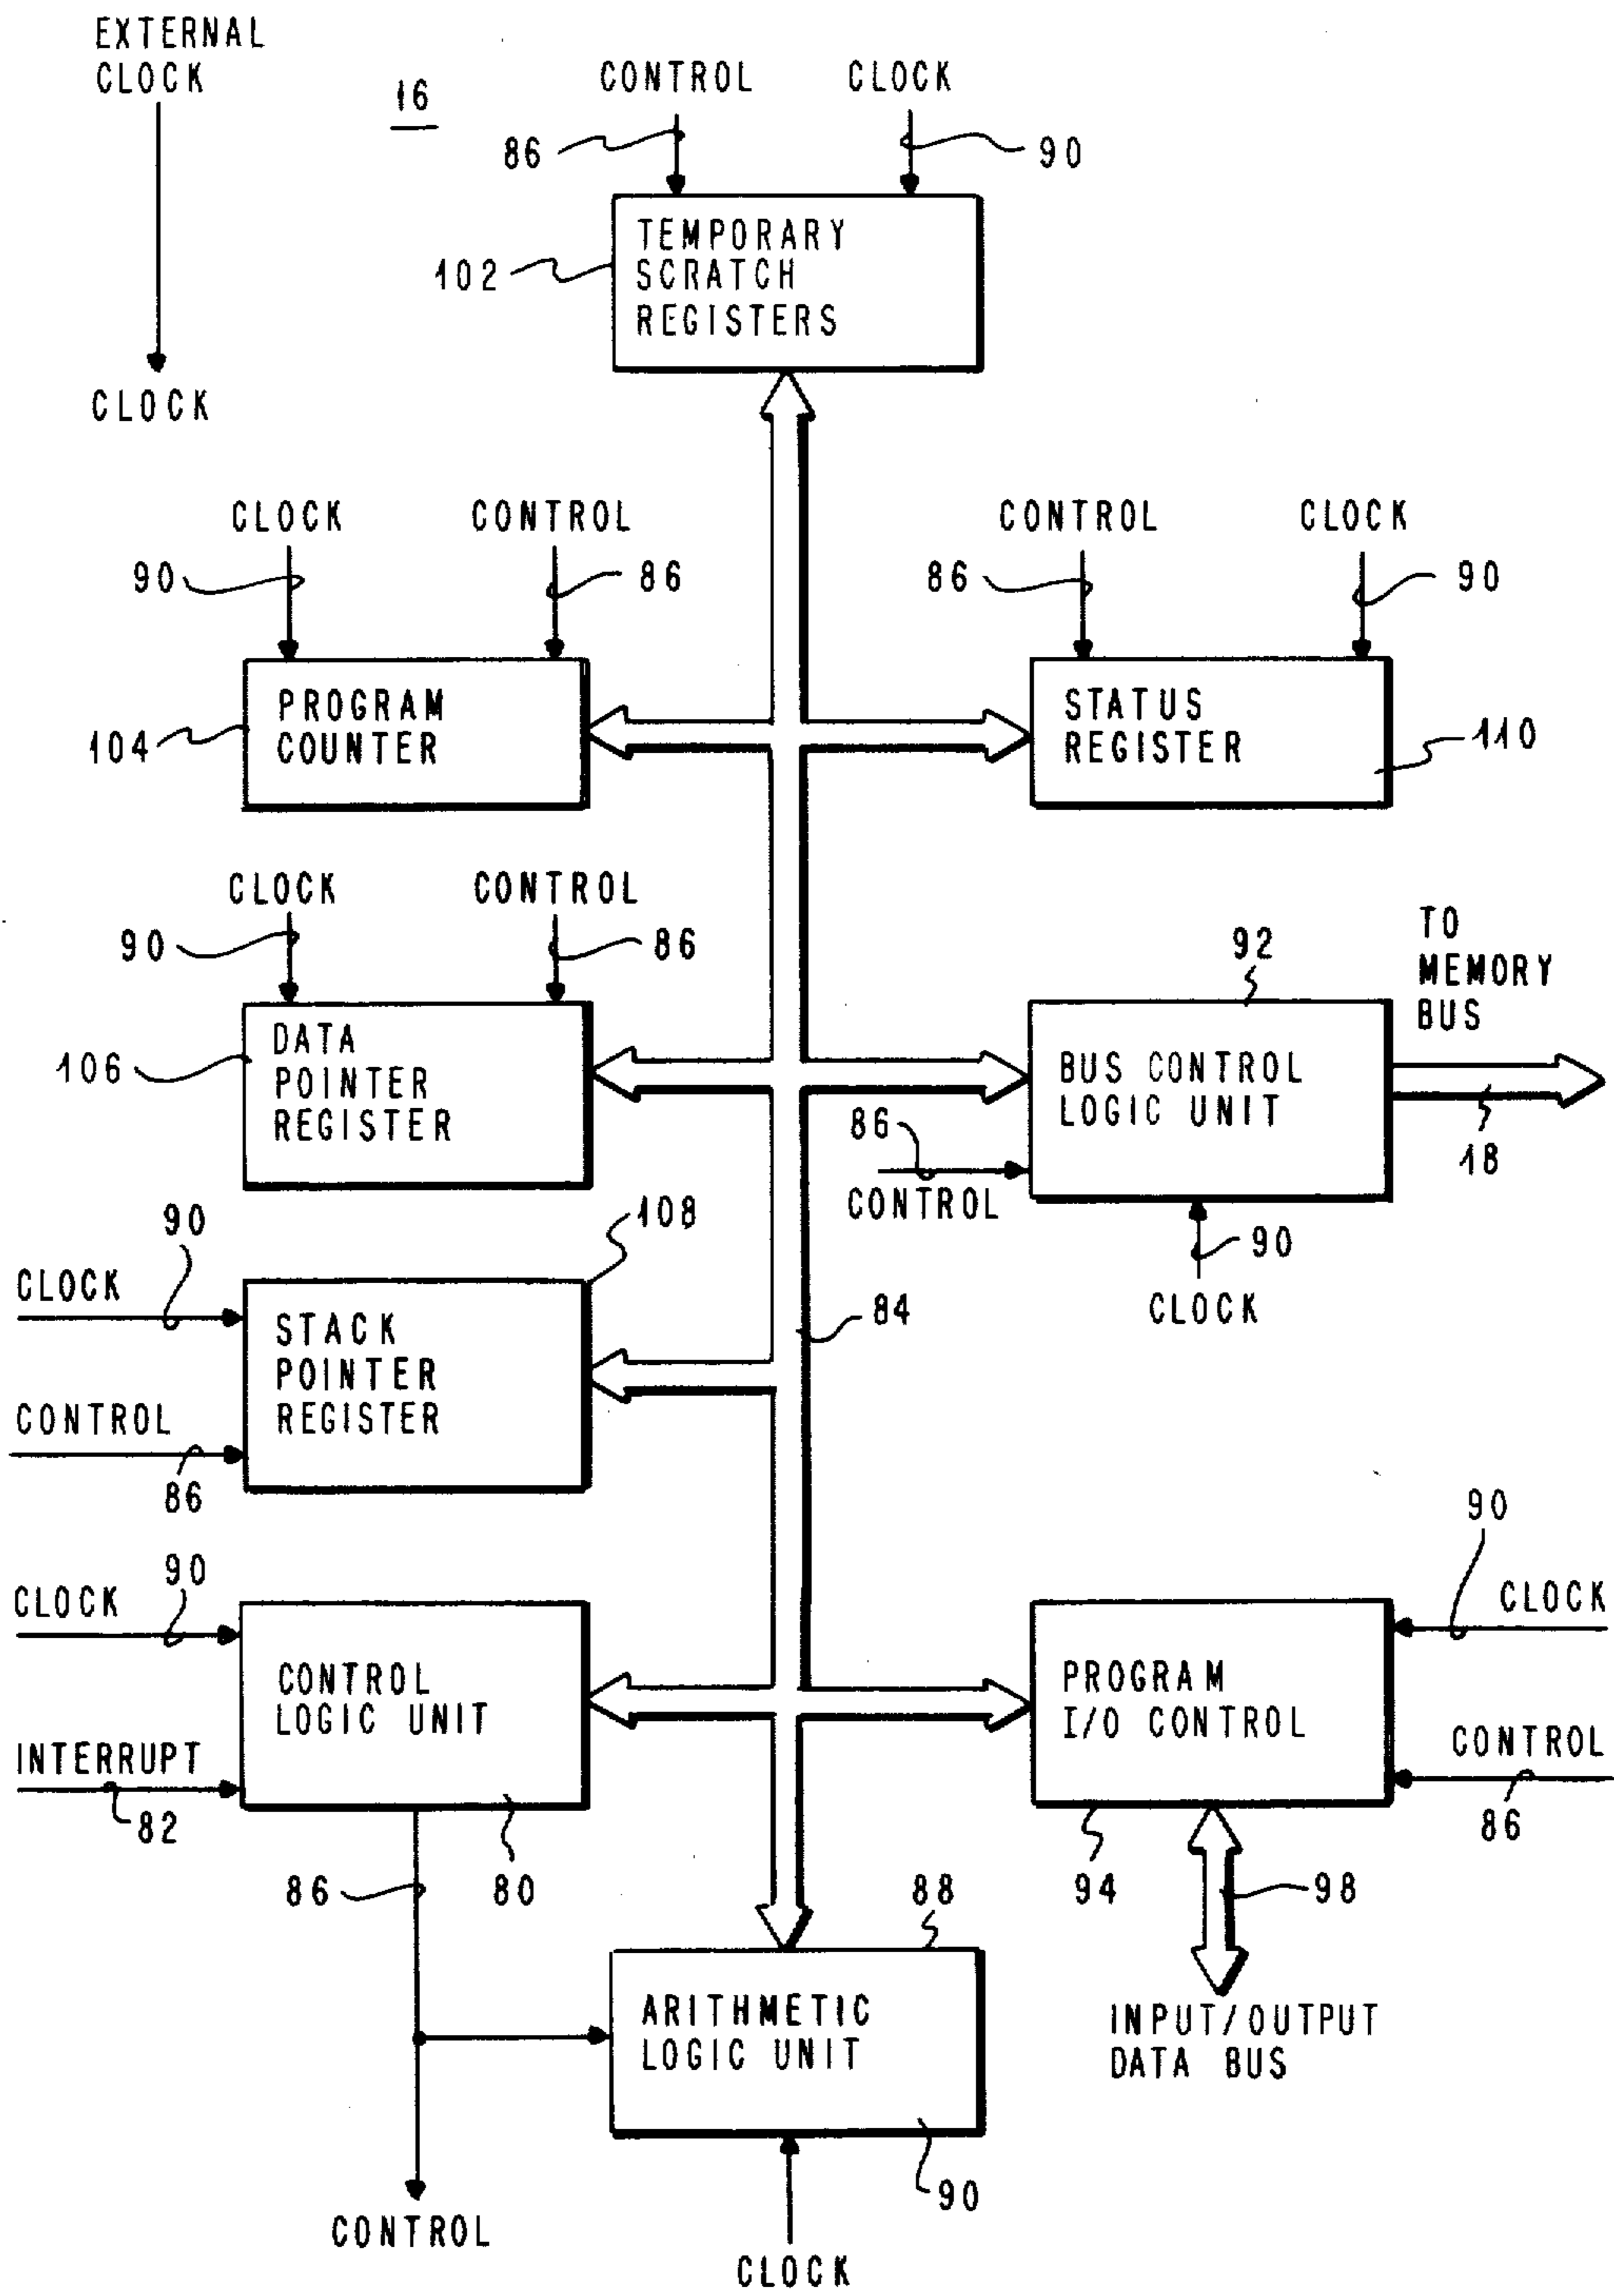 EXTERNAL
CLOCK
CLOCK
16
CONTROL
CLOCK
86
90
TEMPORARY
SCRATCH
REGISTERS
102
CLOCK
CONTROL
90
86
PROGRAM
COUNTER
104
CONTROL
CLOCK
86
90
STATUS
REGISTER
110
CLOCK
CONTROL
90
86
DATA
POINTER
REGISTER
106
92
BUS CONTROL
LOGIC UNIT
TO
MEMORY
BUS
18
86
CONTROL
90
CLOCK
108
90
CLOCK
STACK
POINTER
REGISTER
CONTROL
86
84
90
CLOCK
CONTROL
LOGIC UNIT
INTERRUPT
82
86
80
90
CLOCK
PROGRAM
I/O CONTROL
CONTROL
86
94
98
INPUT/OUTPUT
DATA BUS
88
ARITHMETIC
LOGIC UNIT
90
CONTROL
CLOCK